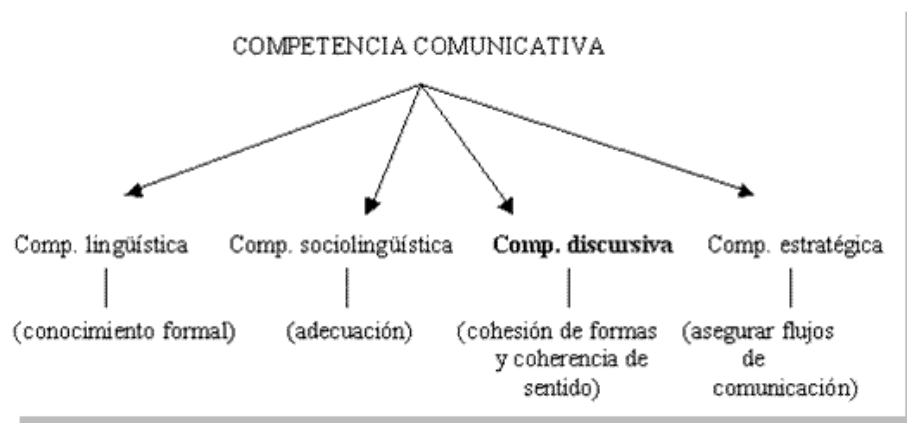 COMPETENCIA COMUNICATIVA
Comp. lingüística
Comp. sociolingüística
Comp. discursiva
Comp. estratégica
(conocimiento formal)
(adecuación)
(cohesión de formas
y coherencia de
sentido)
(asegurar flujos
de
comunicación)